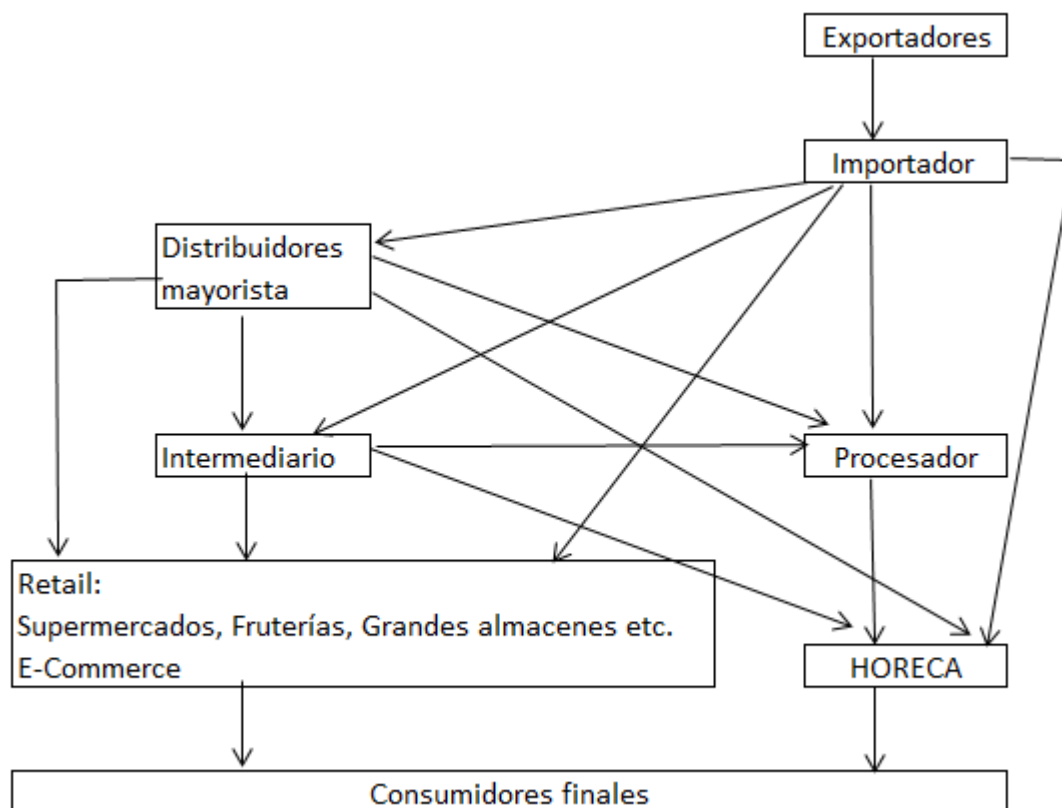 Exportadores
Importador
Distribuidores
mayorista
Intermediario
Procesador
Retail:
Supermercados, Fruterías, Grandes almacenes etc.
E-Commerce
HORECA
Consumidores finales